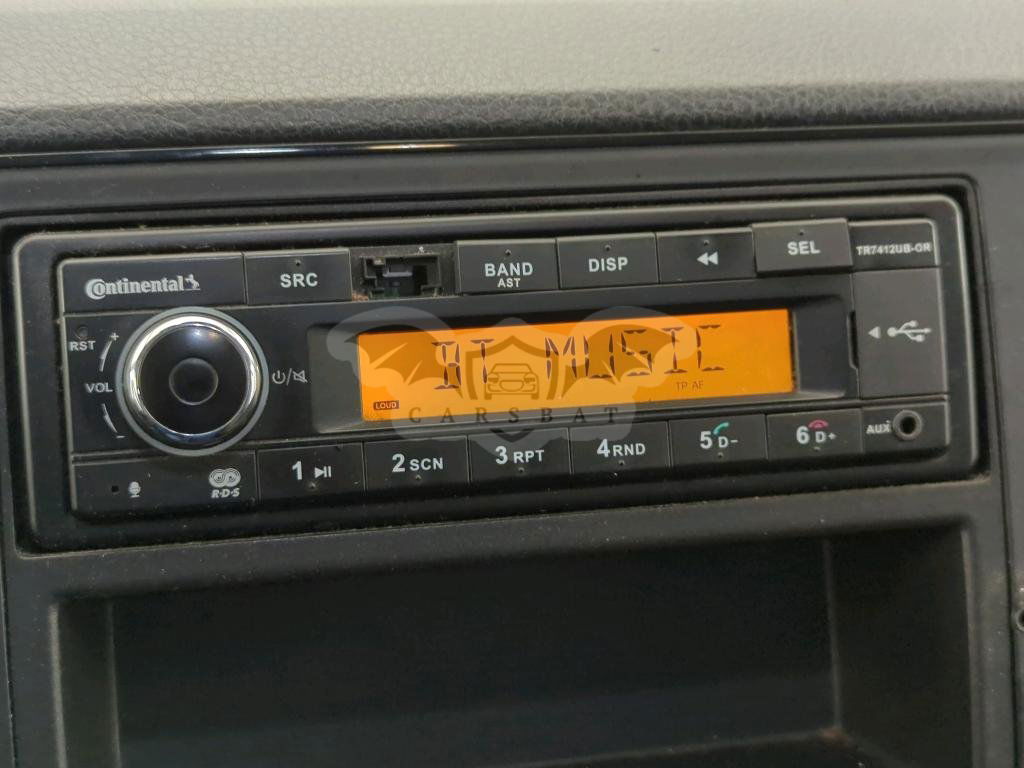 Continental
SRC
BAND
AST
DISP
SEL
TR7412UB-OR
RST
VOL
+
-
BT MUSIC
TP AF
LOUD
CARSBAT
1
2 SCN
3 RPT
4 RND
5 D-
6 D+
AUX
R·D·S